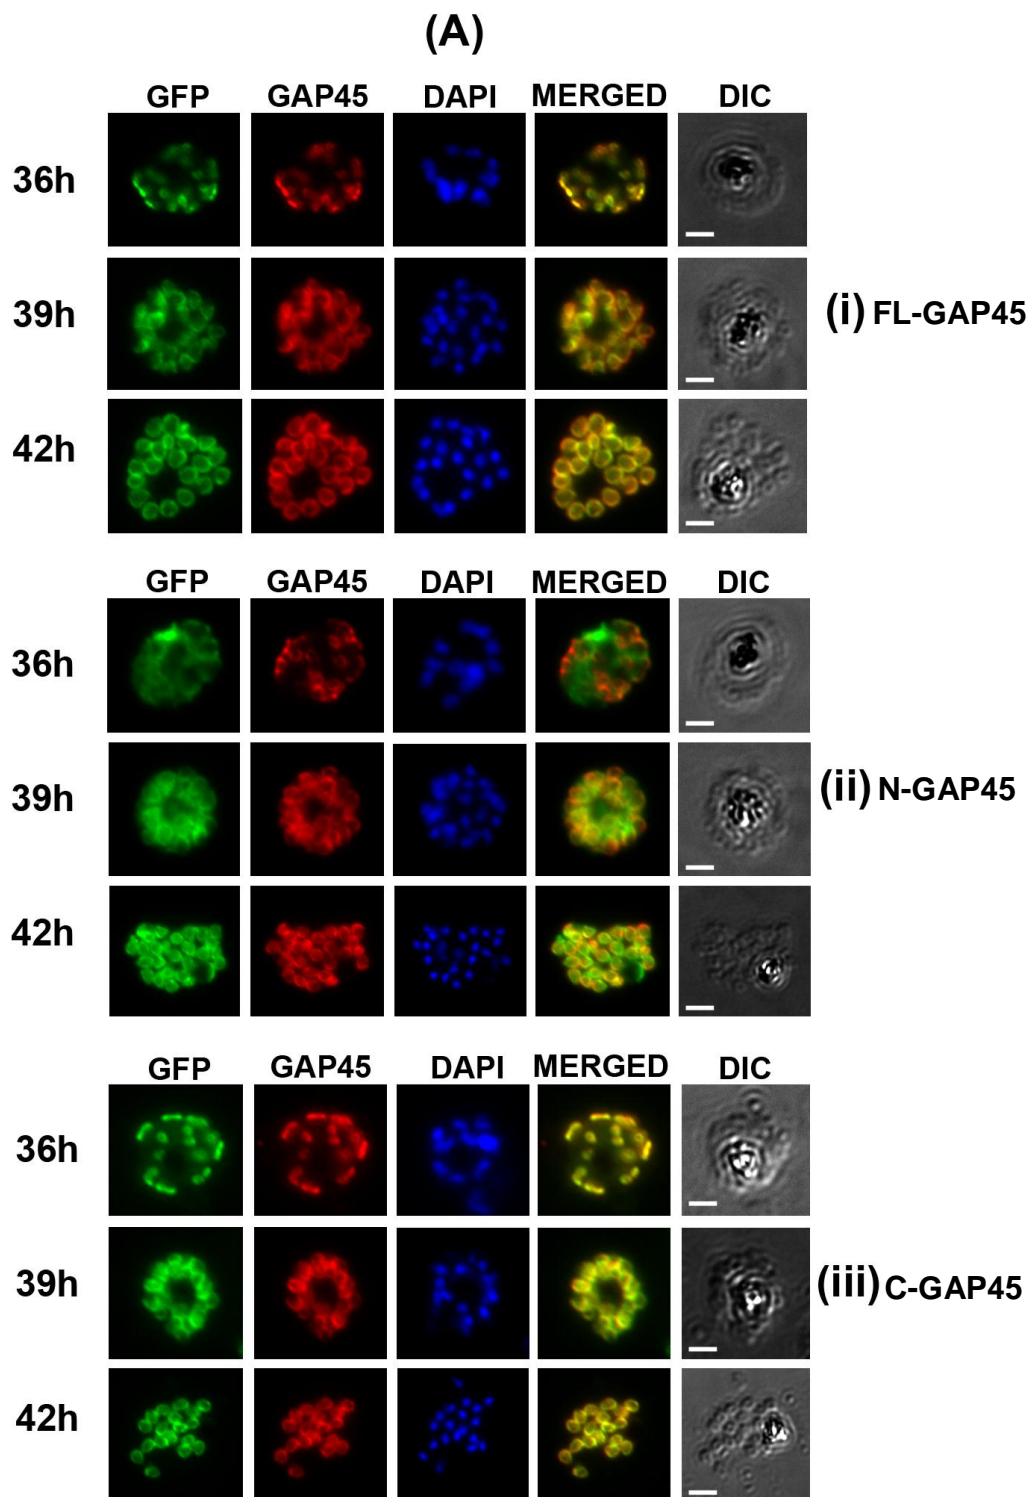 (A)
GFP GAP45 DAPI MERGED DIC
36h
39h
(i) FL-GAP45
42h
GFP GAP45 DAPI MERGED DIC
36h
39h
(ii) N-GAP45
42h
GFP GAP45 DAPI MERGED DIC
36h
39h
(iii) C-GAP45
42h